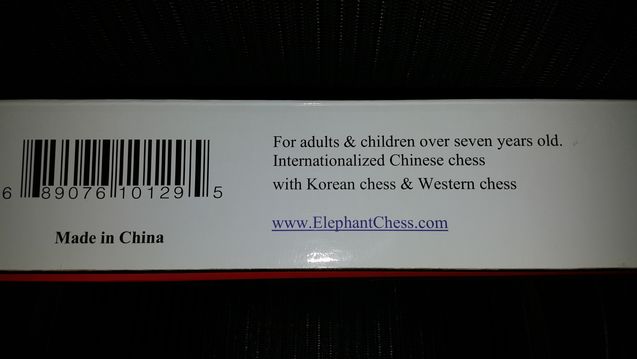 For adults & children over seven years old.
Internationalized Chinese chess
with Korean chess & Western chess
www.ElephantChess.com
6 89076 10129 5
Made in China